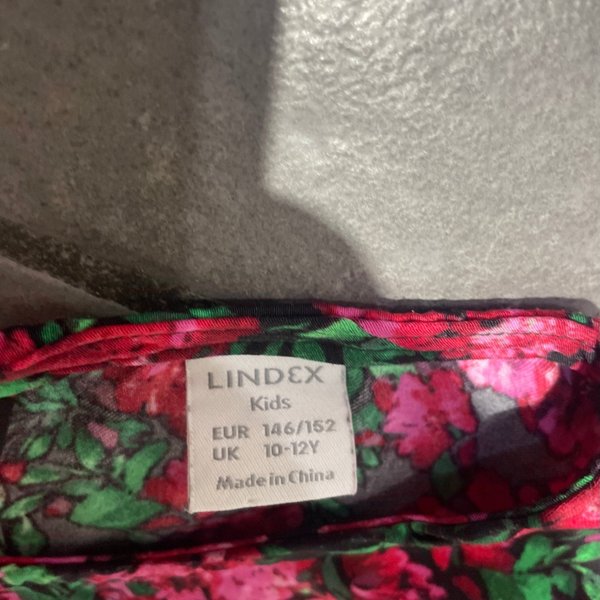 LINDEX
Kids
EUR 146/152
UK 10-12Y
Made in China